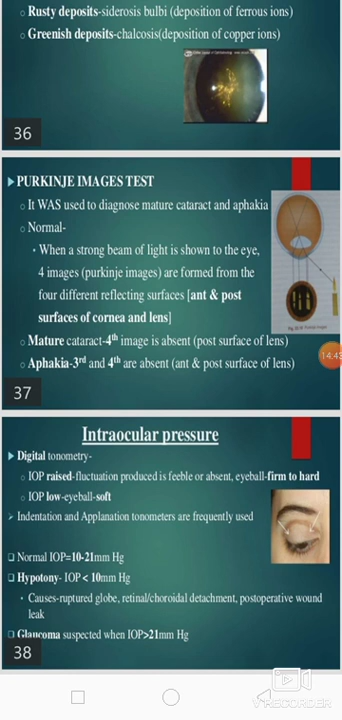 ○ Rusty deposits-siderosis bulbi (deposition of ferrous ions)
○ Greenish deposits-chalcosis(deposition of copper ions)
36
▶PURKINJE IMAGES TEST
○ It WAS used to diagnose mature cataract and aphakia
○ Normal-
• When a strong beam of light is shown to the eye,
4 images (purkinje images) are formed from the
four different reflecting surfaces [ant & post
surfaces of cornea and lens]
○ Mature cataract-4th image is absent (post surface of lens)
○ Aphakia-3rd and 4th are absent (ant & post surface of lens)
14:43
37
Intraocular pressure
▶ Digital tonometry-
○ IOP raised-fluctuation produced is feeble or absent, eyeball-firm to hard
○ IOP low-eyeball-soft
➢ Indentation and Applanation tonometers are frequently used
❑ Normal IOP=10-21mm Hg
❑ Hypotony- IOP < 10mm Hg
• Causes-ruptured globe, retinal/choroidal detachment, postoperative wound
leak
❑ Glaucoma suspected when IOP>21mm Hg
38
RECORDER